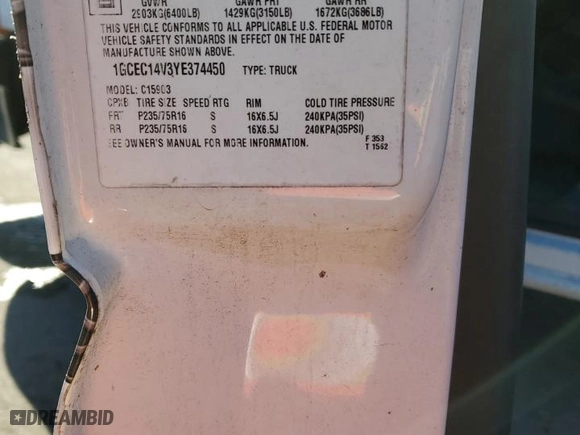 GVWR GAWR FRT GAWR RR
2903KG(6400LB) 1429KG(3150LB) 1672KG(3686LB)
THIS VEHICLE CONFORMS TO ALL APPLICABLE U.S. FEDERAL MOTOR
VEHICLE SAFETY STANDARDS IN EFFECT ON THE DATE OF
MANUFACTURE SHOWN ABOVE.
1GCEC14V3YE374450 TYPE: TRUCK
MODEL: C15903
TIRE SIZE SPEED RTG RIM COLD TIRE PRESSURE
FRT P235/75R16 S 16X6.5J 240KPA(35PSI)
RR P235/75R16 S 16X6.5J 240KPA(35PSI)
SEE OWNER'S MANUAL FOR MORE INFORMATION.
F 353
T 1562
DREAMBID